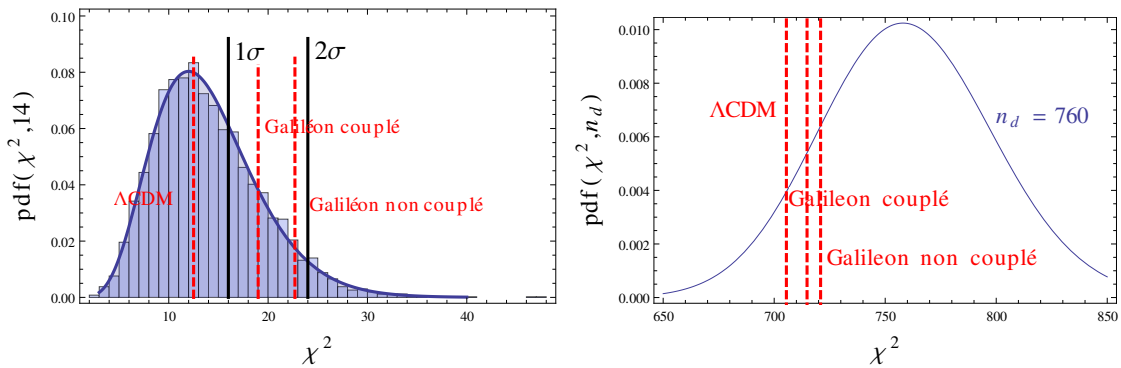 0.10
0.08
0.06
0.04
0.02
0.00
pdf(χ²,14)
1σ
2σ
Galiléon couplé
ΛCDM
Galiléon non couplé
10
20
30
40
χ²
0.010
0.008
0.006
0.004
0.002
0.000
pdf(χ²,n_d)
ΛCDM
n_d = 760
Galileon couplé
Galileon non couplé
650
700
750
800
850
χ²